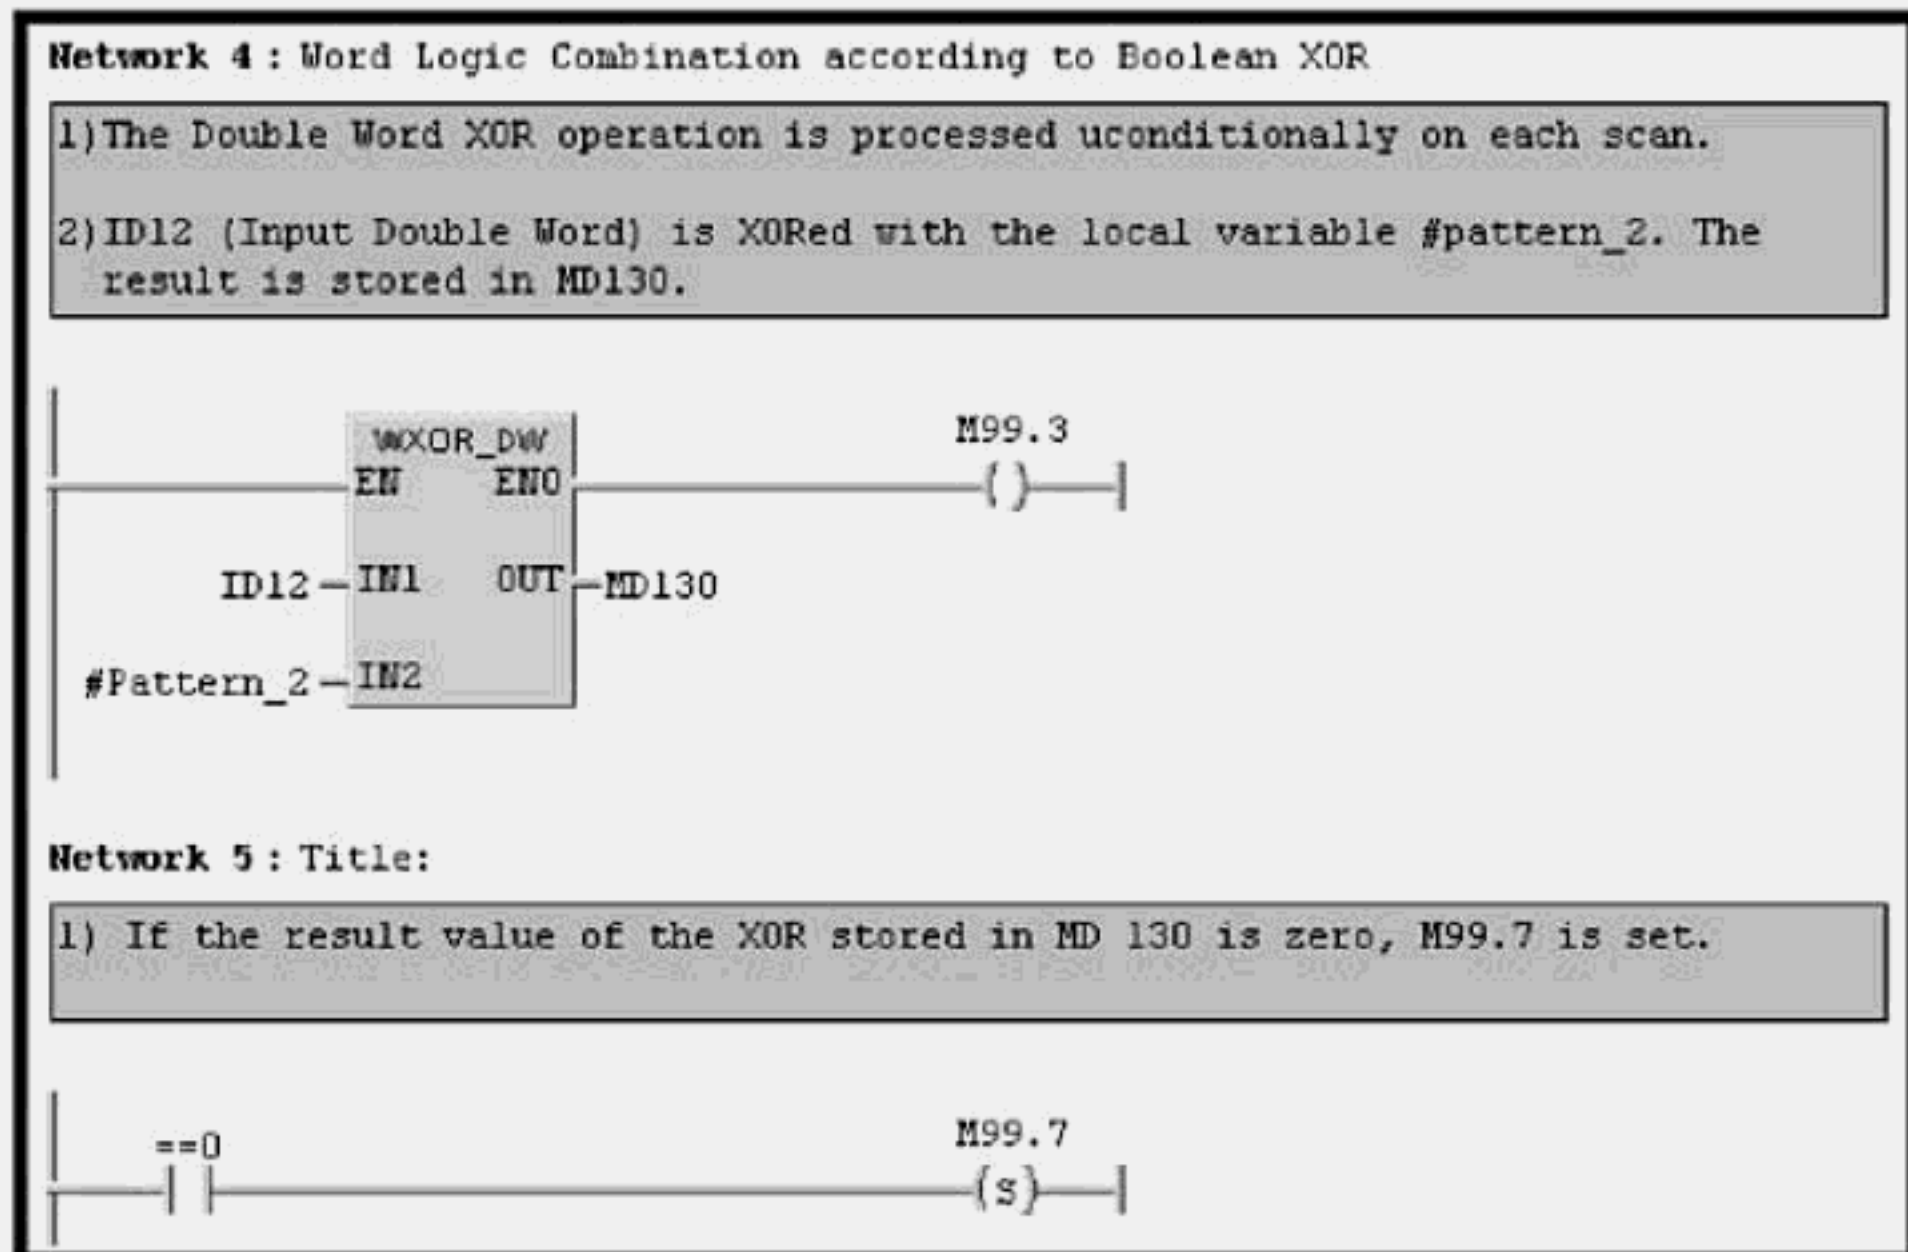 Network 4 : Word Logic Combination according to Boolean XOR
1)The Double Word XOR operation is processed uconditionally on each scan.
2)ID12 (Input Double Word) is XORed with the local variable #pattern_2. The
result is stored in MD130.
WXOR_DW
M99.3
EN ENO
( )
ID12 IN1 OUT MD130
#Pattern_2 IN2
Network 5 : Title:
1) If the result value of the XOR stored in MD 130 is zero, M99.7 is set.
==0 M99.7
(S)